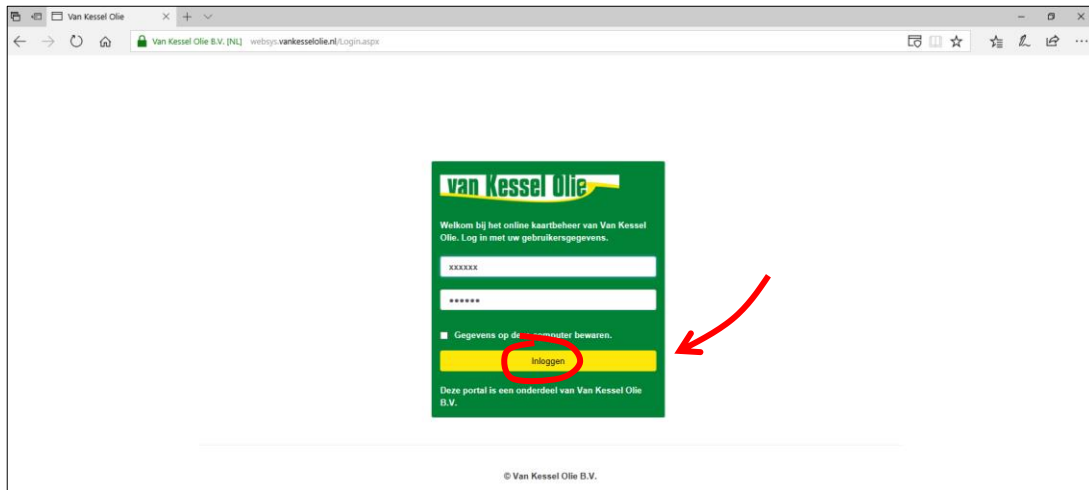 Van Kessel Olie
Van Kessel Olie B.V. [NL] websys.vankesselolie.nl/Login.aspx
van Kessel Olie
Welkom bij het online kaartbeheer van Van Kessel
Olie. Log in met uw gebruikersgegevens.
xxxxxx
••••••
Gegevens op computer bewaren.
Inloggen
Deze portal is een onderdeel van Van Kessel Olie
B.V.
© Van Kessel Olie B.V.